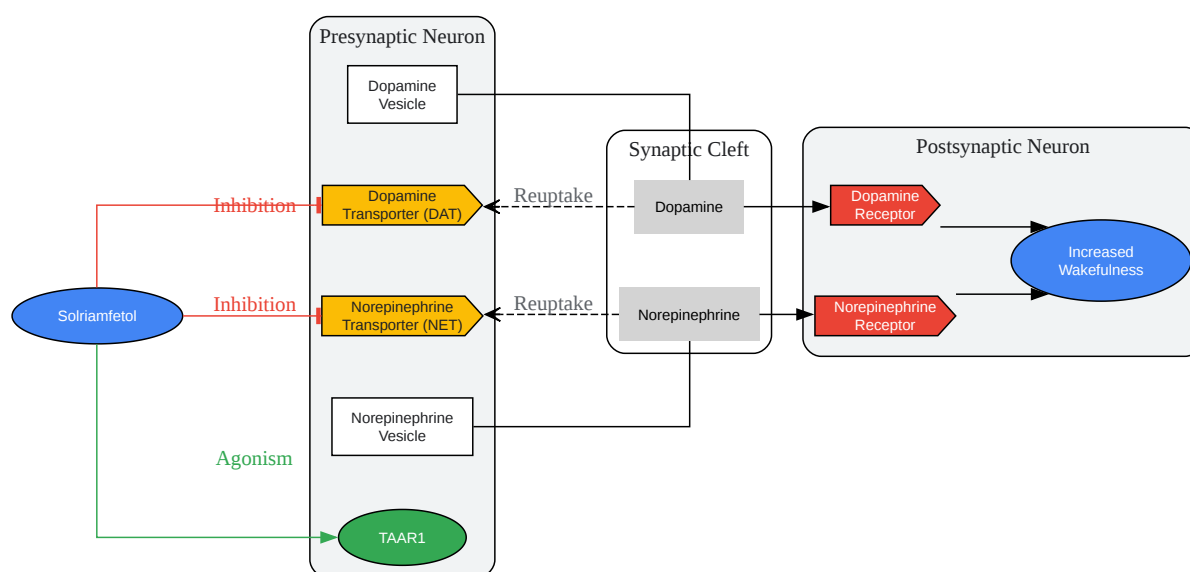 Presynaptic Neuron
Dopamine
Vesicle
Synaptic Cleft
Postsynaptic Neuron
Inhibition
Dopamine
Transporter (DAT)
Reuptake
Dopamine
Dopamine
Receptor
Increased
Wakefulness
Solriamfetol
Inhibition
Norepinephrine
Transporter (NET)
Reuptake
Norepinephrine
Norepinephrine
Receptor
Norepinephrine
Vesicle
Agonism
TAAR1